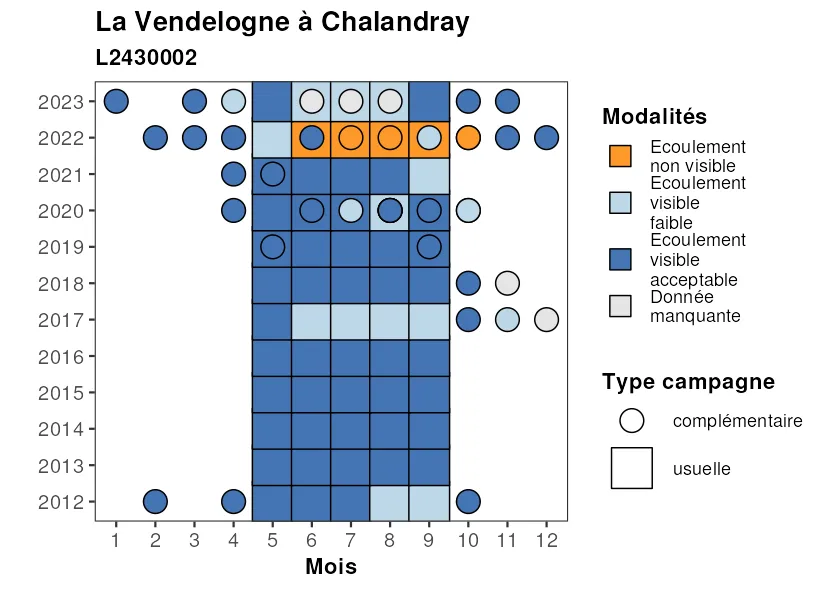 La Vendelogne à Chalandray
L2430002
2023
2022
2021
2020
2019
2018
2017
2016
2015
2014
2013
2012
1 2 3 4 5 6 7 8 9 10 11 12
Mois
Modalités
Ecoulement
non visible
Ecoulement
visible
faible
Ecoulement
visible
acceptable
Donnée
manquante
Type campagne
complémentaire
usuelle